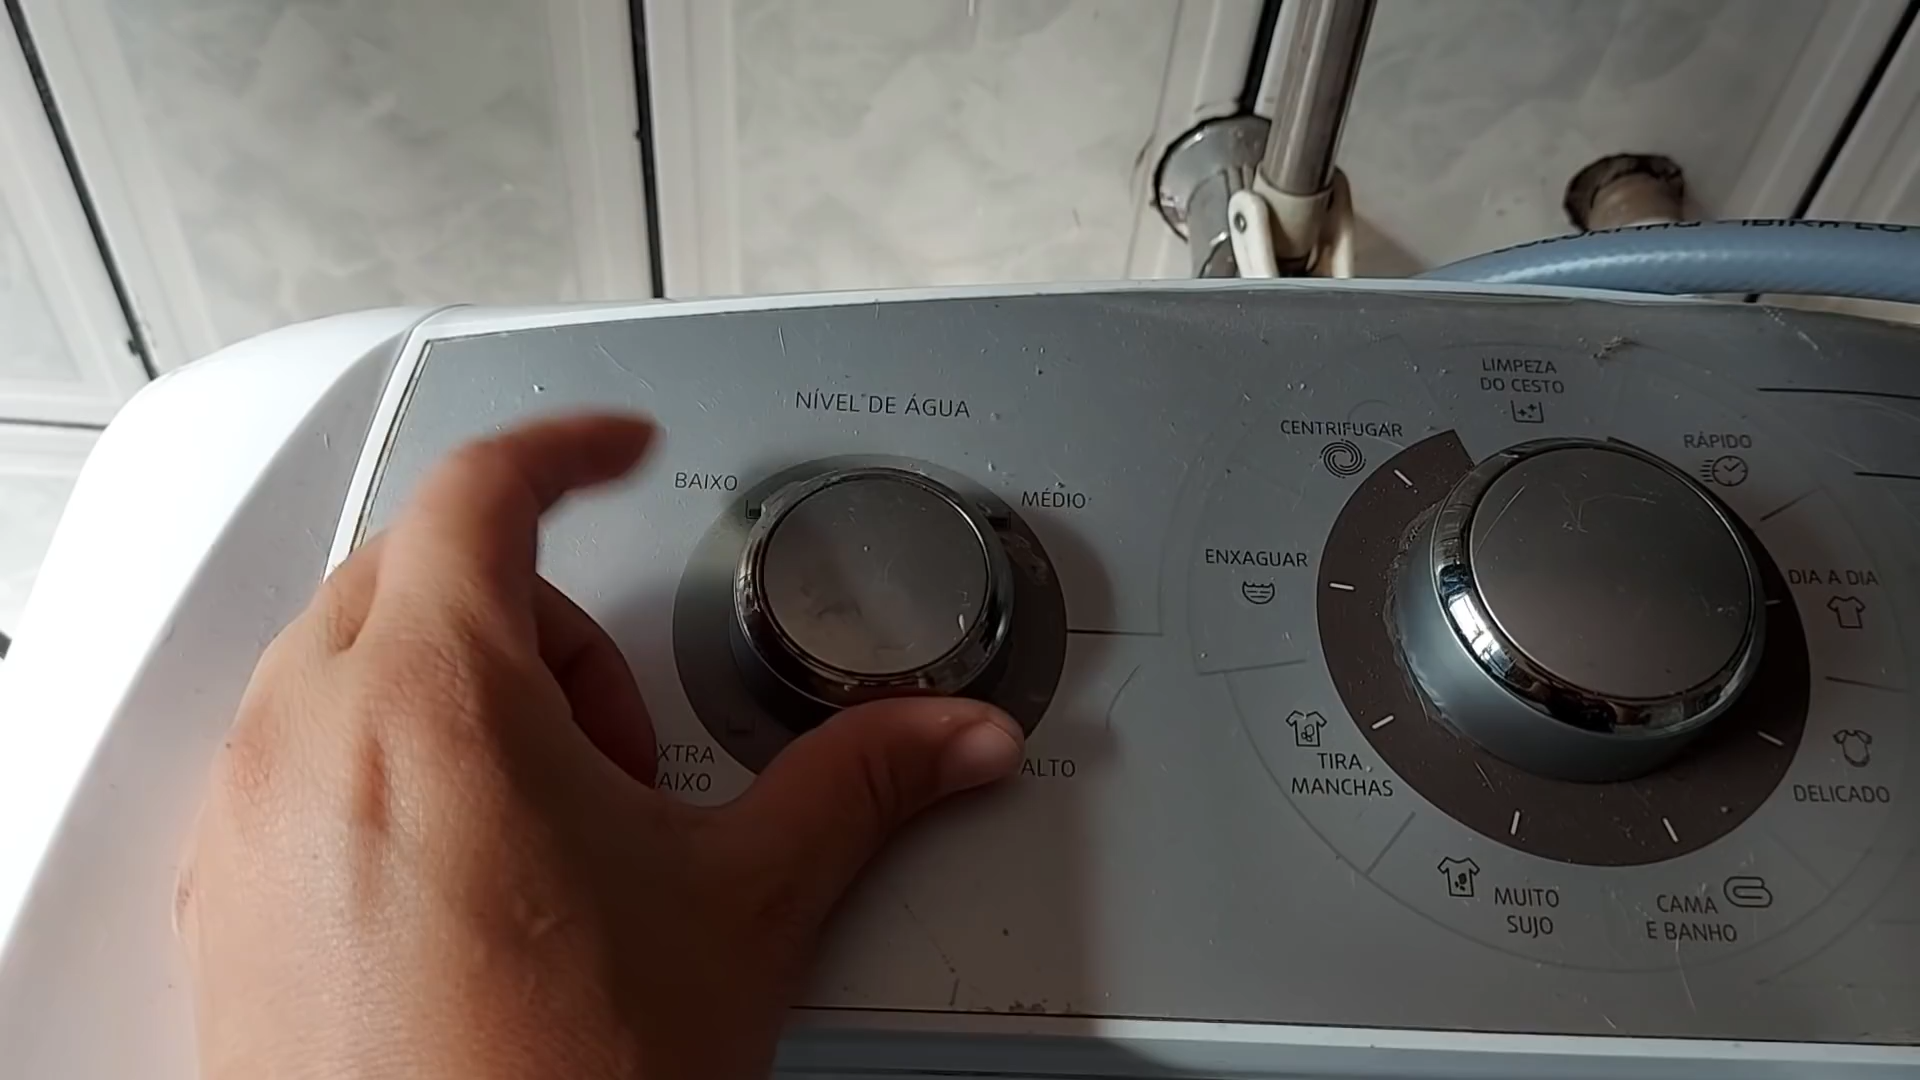 NÍVEL DE ÁGUA
BAIXO
MÉDIO
XTRA
AIXO
ALTO
LIMPEZA
DO CESTO
CENTRIFUGAR
RÁPIDO
ENXAGUAR
DIA A DIA
TIRA
MANCHAS
DELICADO
MUITO
SUJO
CAMA
E BANHO